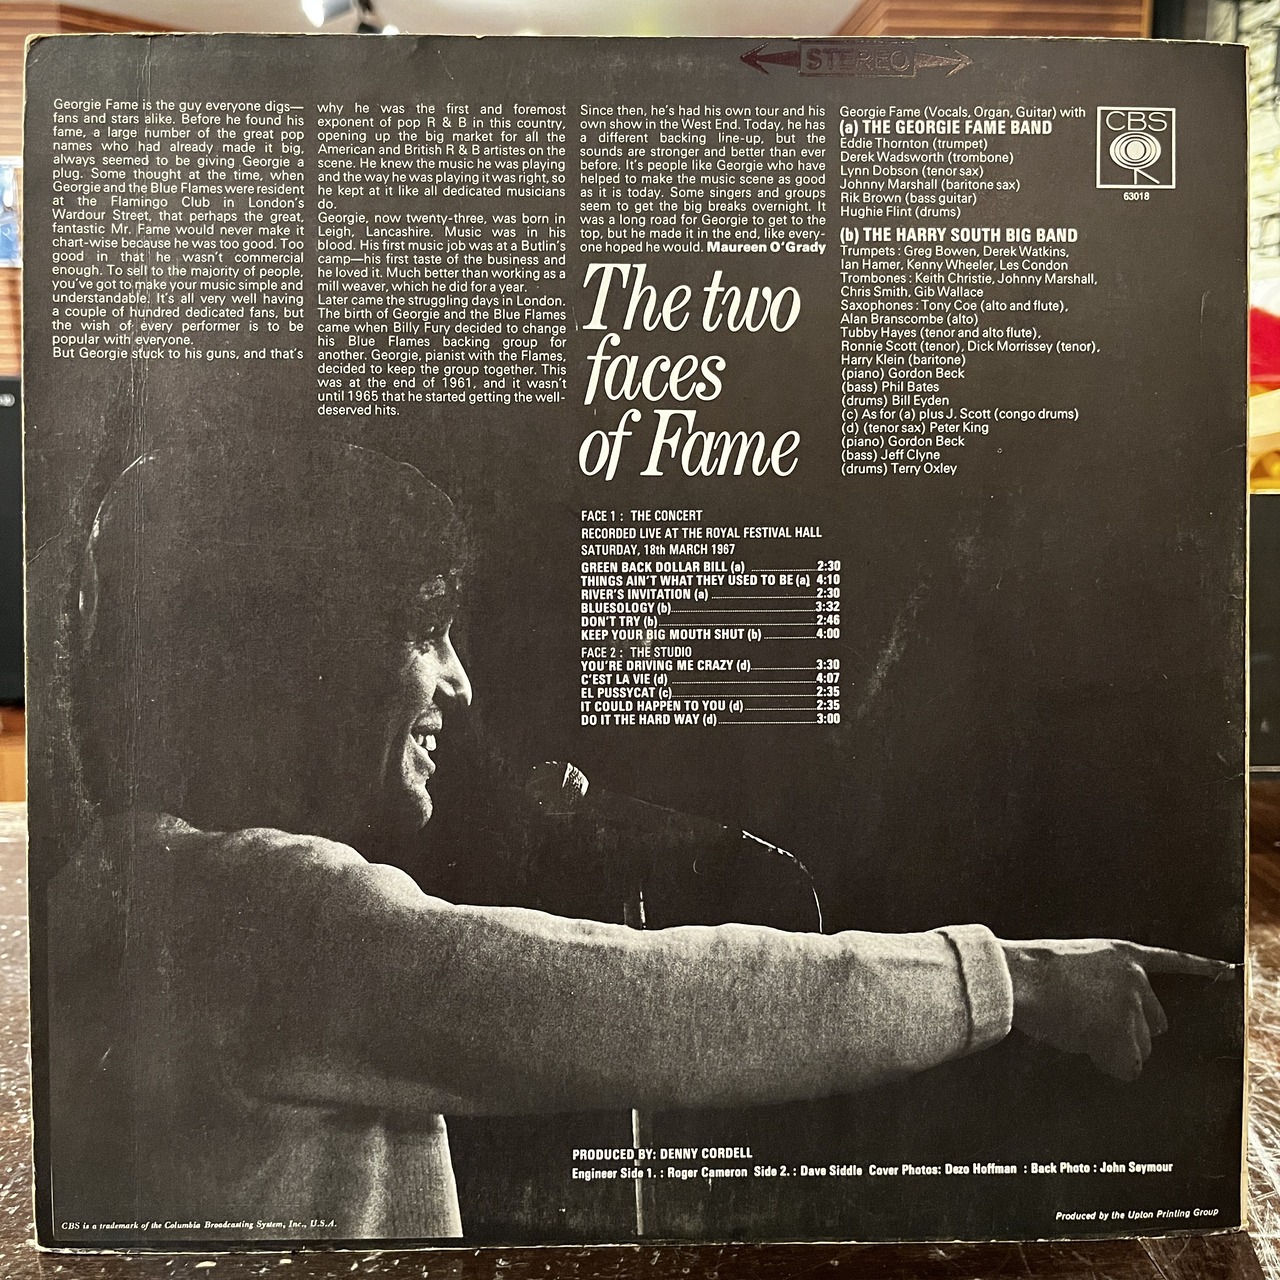 STEREO
Georgie Fame is the guy everyone digs—
fans and stars alike. Before he found his
fame, a large number of the great pop
names who had already made it big,
always seemed to be giving Georgie a
plug. Some thought at the time, when
Georgie and the Blue Flames were resident
at the Flamingo Club in London's
Wardour Street, that perhaps the great,
fantastic Mr. Fame would never make it
chart-wise because he was too good. Too
good in that he wasn't commercial
enough. To sell to the majority of people,
you've got to make your music simple and
understandable. It's all very well having
a couple of hundred dedicated fans, but
the wish of every performer is to be
popular with everyone.
But Georgie stuck to his guns, and that's
why he was the first and foremost
exponent of pop R & B in this country,
opening up the big market for all the
American and British R & B artistes on the
scene. He knew the music he was playing
and the way he was playing it was right, so
he kept at it like all dedicated musicians
do.
Georgie, now twenty-three, was born in
Leigh, Lancashire. Music was in his
blood. His first music job was at a Butlin's
camp—his first taste of the business and
he loved it. Much better than working as a
mill weaver, which he did for a year.
Later came the struggling days in London.
The birth of Georgie and the Blue Flames
came when Billy Fury decided to change
his Blue Flames backing group for
another. Georgie, pianist with the Flames,
decided to keep the group together. This
was at the end of 1961, and it wasn't
until 1965 that he started getting the well-
deserved hits.
Since then, he's had his own tour and his
own show in the West End. Today, he has
a different backing line-up, but the
sounds are stronger and better than ever
before. It's people like Georgie who have
helped to make the music scene as good
as it is today. Some singers and groups
seem to get the big breaks overnight. It
was a long road for Georgie to get to the
top, but he made it in the end, like every-
one hoped he would. Maureen O'Grady
The two
faces
of Fame
FACE 1 : THE CONCERT
RECORDED LIVE AT THE ROYAL FESTIVAL HALL
SATURDAY, 18th MARCH 1967
GREEN BACK DOLLAR BILL (a) 2:30
THINGS AIN'T WHAT THEY USED TO BE (a) 4:10
RIVER'S INVITATION (a) 2:30
BLUESOLOGY (b) 3:32
DON'T TRY (b) 2:46
KEEP YOUR BIG MOUTH SHUT (b) 4:00
FACE 2 : THE STUDIO
YOU'RE DRIVING ME CRAZY (d) 3:30
C'EST LA VIE (d) 4:07
EL PUSSYCAT (c) 2:35
IT COULD HAPPEN TO YOU (d) 2:35
DO IT THE HARD WAY (d) 3:00
Georgie Fame (Vocals, Organ, Guitar) with
(a) THE GEORGIE FAME BAND
Eddie Thornton (trumpet)
Derek Wadsworth (trombone)
Lynn Dobson (tenor sax)
Johnny Marshall (baritone sax)
Rik Brown (bass guitar)
Hughie Flint (drums)
(b) THE HARRY SOUTH BIG BAND
Trumpets : Greg Bowen, Derek Watkins,
Ian Hamer, Kenny Wheeler, Les Condon
Trombones : Keith Christie, Johnny Marshall,
Chris Smith, Gib Wallace
Saxophones : Tony Coe (alto and flute),
Alan Branscombe (alto)
Tubby Hayes (tenor and alto flute),
Ronnie Scott (tenor), Dick Morrissey (tenor),
Harry Klein (baritone)
(piano) Gordon Beck
(bass) Phil Bates
(drums) Bill Eyden
(c) As for (a) plus J. Scott (congo drums)
(d) (tenor sax) Peter King
(piano) Gordon Beck
(bass) Jeff Clyne
(drums) Terry Oxley
CBS
63018
PRODUCED BY: DENNY CORDELL
Engineer Side 1. : Roger Cameron Side 2. : Dave Siddle Cover Photos: Dezo Hoffman : Back Photo : John Seymour
CBS is a trademark of the Columbia Broadcasting System, Inc., U.S.A.
Produced by the Upton Printing Group